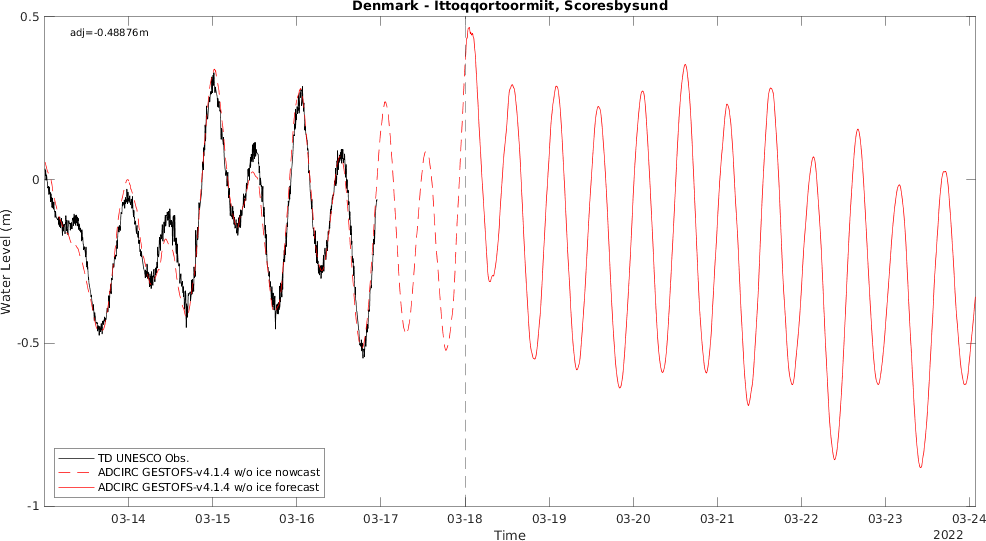 Denmark - Ittoqqortoormiit, Scoresbysund
adj=-0.48876m
0.5
0
-0.5
-1
Water Level (m)
TD UNESCO Obs.
ADCIRC GESTOFS-v4.1.4 w/o ice nowcast
ADCIRC GESTOFS-v4.1.4 w/o ice forecast
03-14 03-15 03-16 03-17 03-18 03-19 03-20 03-21 03-22 03-23 03-24
Time
2022